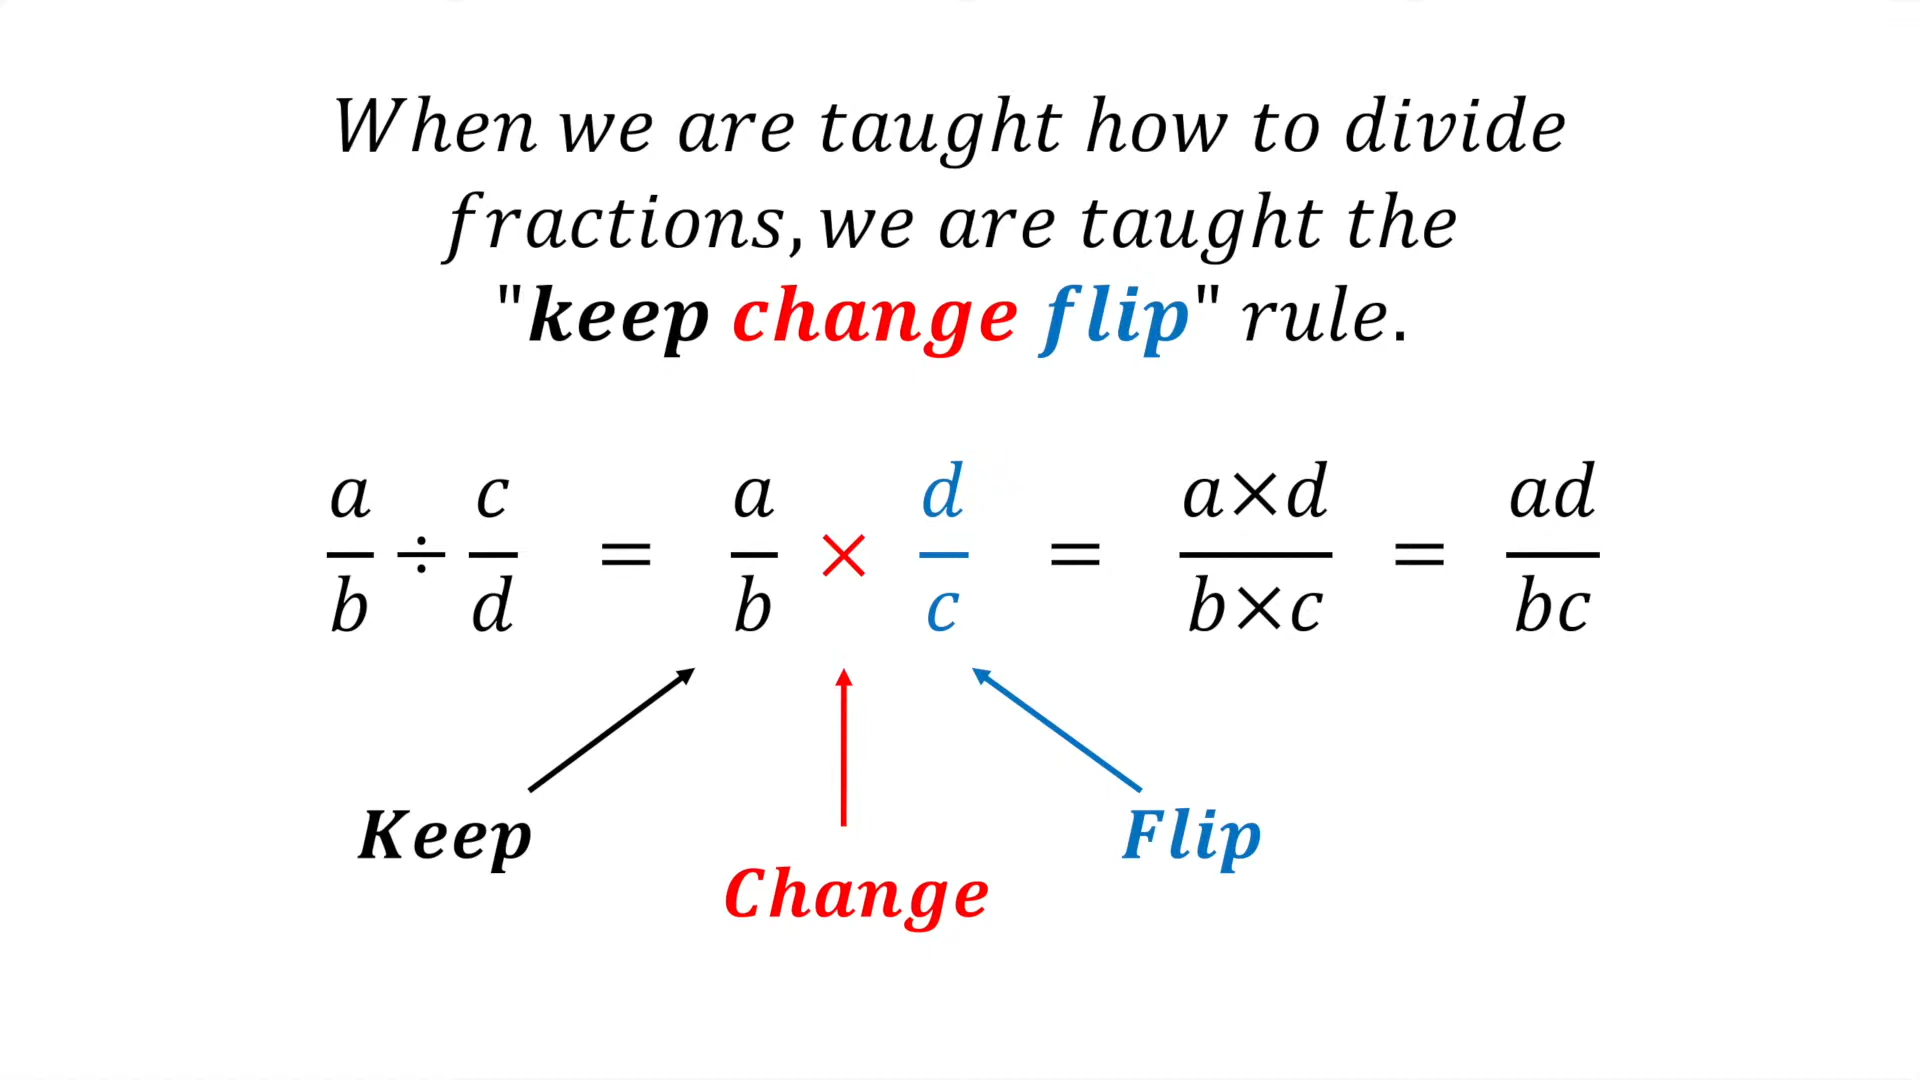 When we are taught how to divide
fractions, we are taught the
"keep change flip" rule.
a/b ÷ c/d = a/b × d/c = a×d/b×c = ad/bc
Keep
Flip
Change